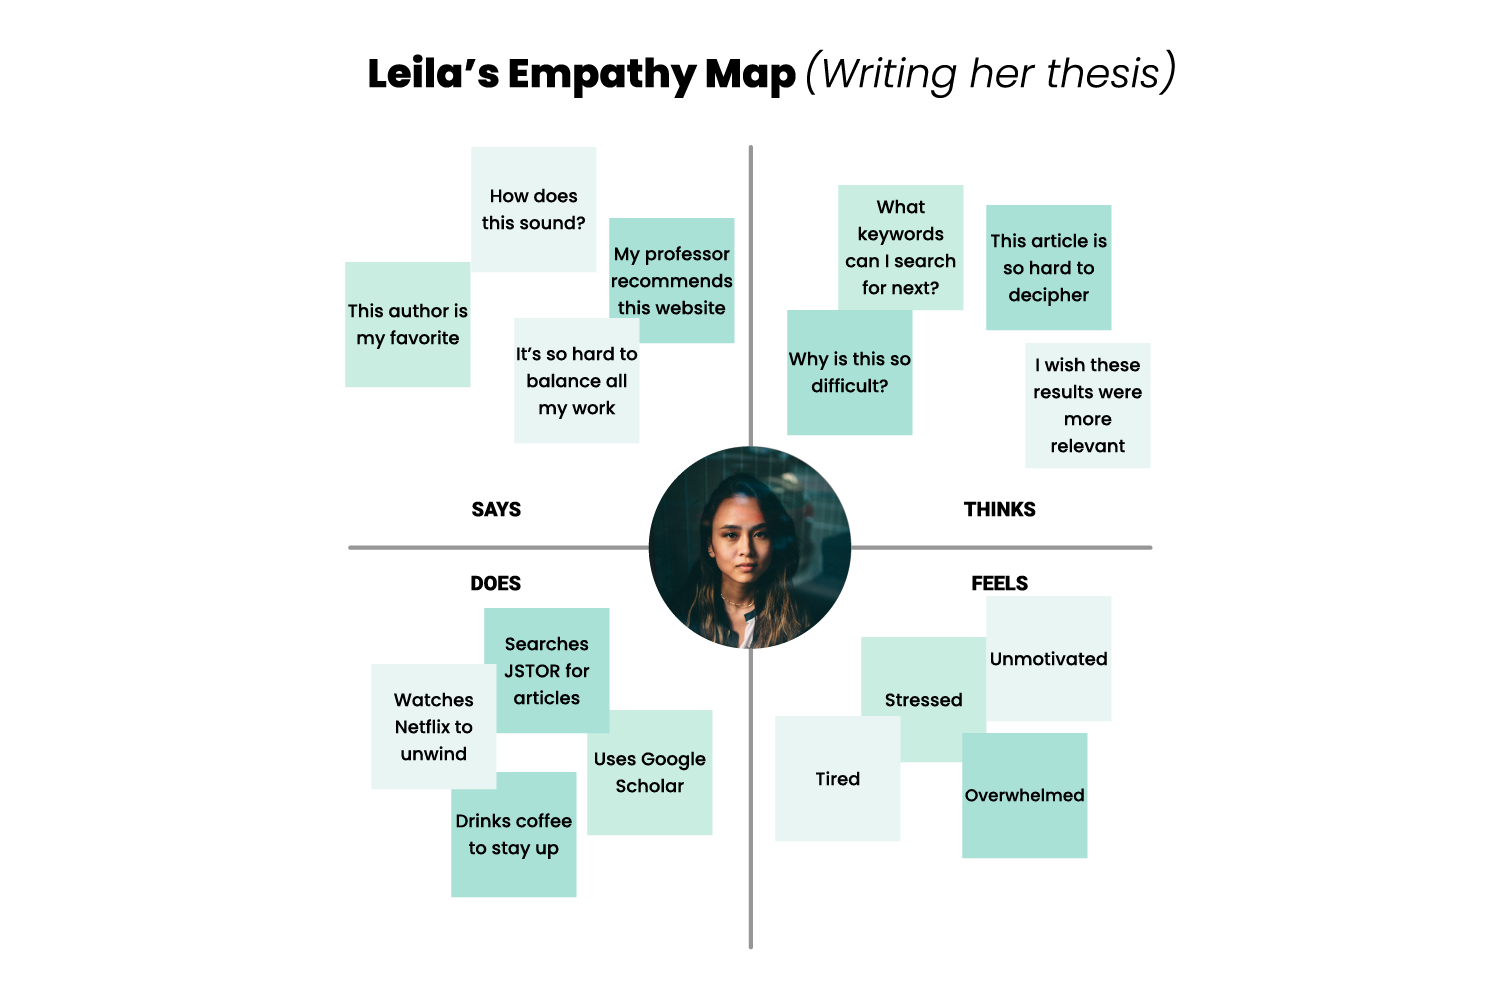 Leila’s Empathy Map (Writing her thesis)
How does
this sound?
My professor
recommends
this website
This author is
my favorite
It’s so hard to
balance all
my work
SAYS
What
keywords
can I search
for next?
This article is
so hard to
decipher
Why is this so
difficult?
I wish these
results were
more
relevant
THINKS
DOES
Searches
JSTOR for
articles
Watches
Netflix to
unwind
Uses Google
Scholar
Drinks coffee
to stay up
FEELS
Unmotivated
Stressed
Tired
Overwhelmed